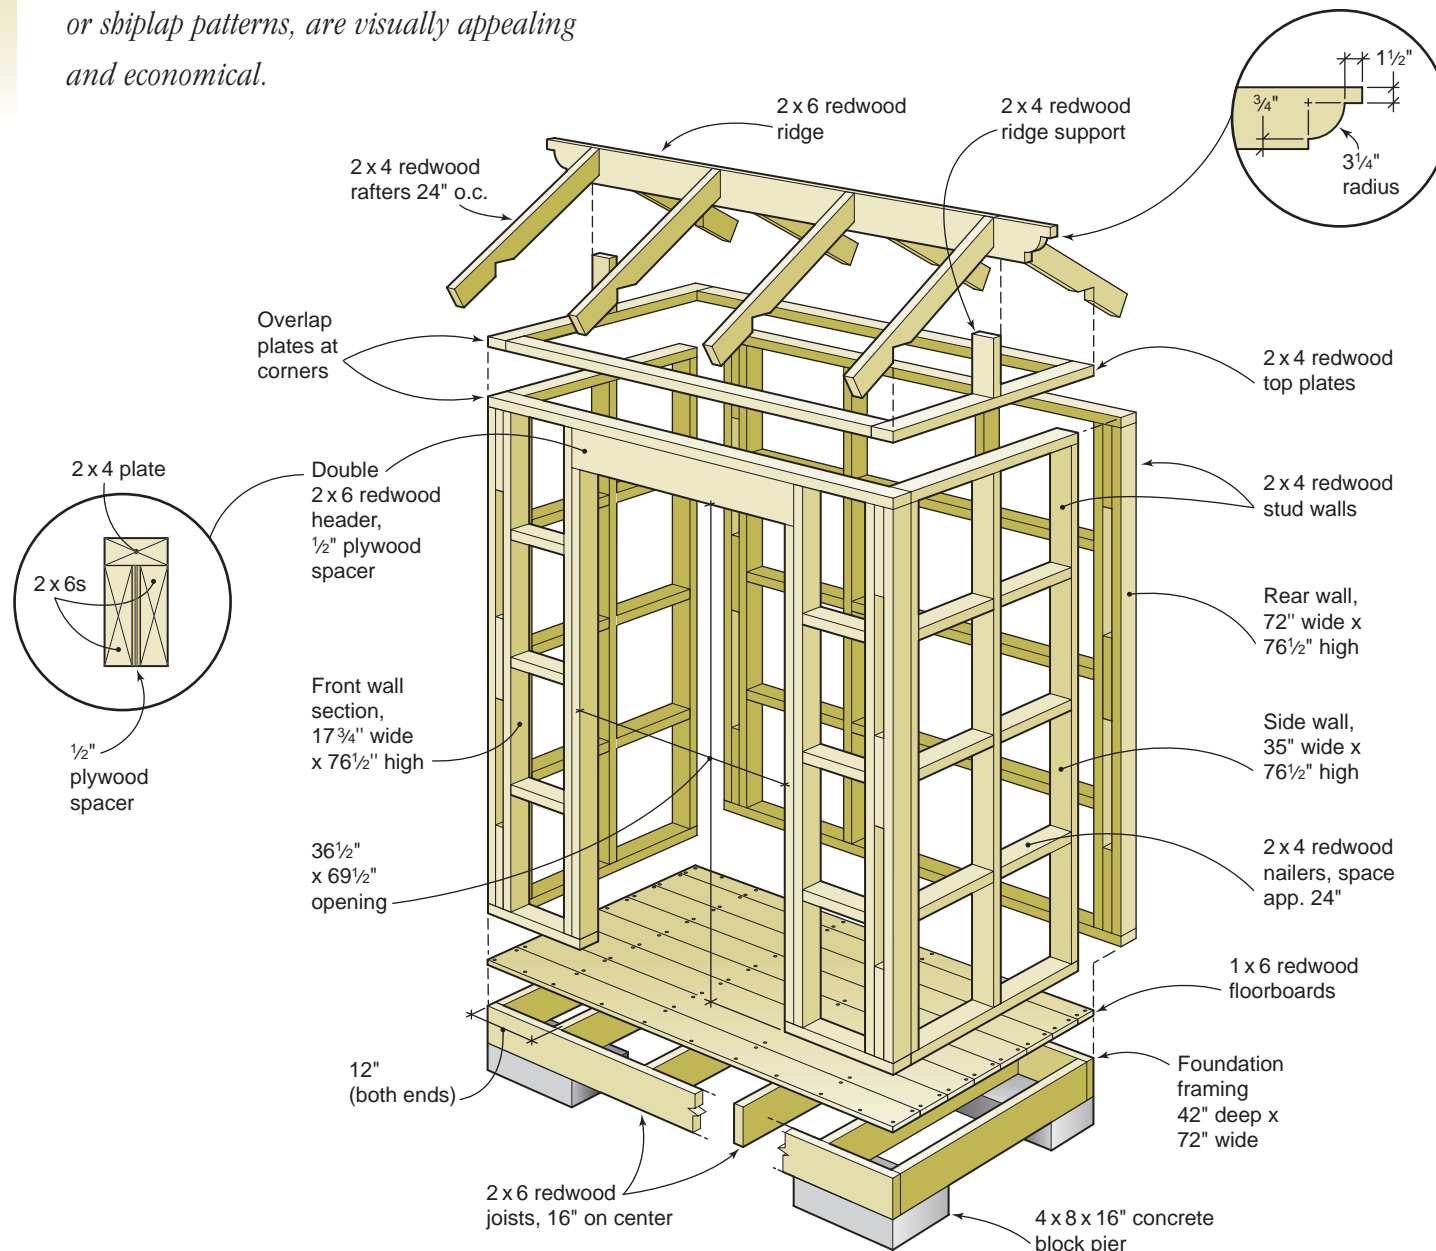 or shiplap patterns, are visually appealing
and economical.
2 x 6 redwood
ridge
2 x 4 redwood
ridge support
1½"
¾"
3¼"
radius
2 x 4 redwood
rafters 24" o.c.
Overlap
plates at
corners
2 x 4 redwood
top plates
2 x 4 plate
2 x 6s
½"
plywood
spacer
Double
2 x 6 redwood
header,
½" plywood
spacer
2 x 4 redwood
stud walls
Rear wall,
72" wide x
76½" high
Front wall
section,
17¾" wide
x 76½" high
Side wall,
35" wide x
76½" high
36½"
x 69½"
opening
2 x 4 redwood
nailers, space
app. 24"
1 x 6 redwood
floorboards
12"
(both ends)
Foundation
framing
42" deep x
72" wide
2 x 6 redwood
joists, 16" on center
4 x 8 x 16" concrete
block pier